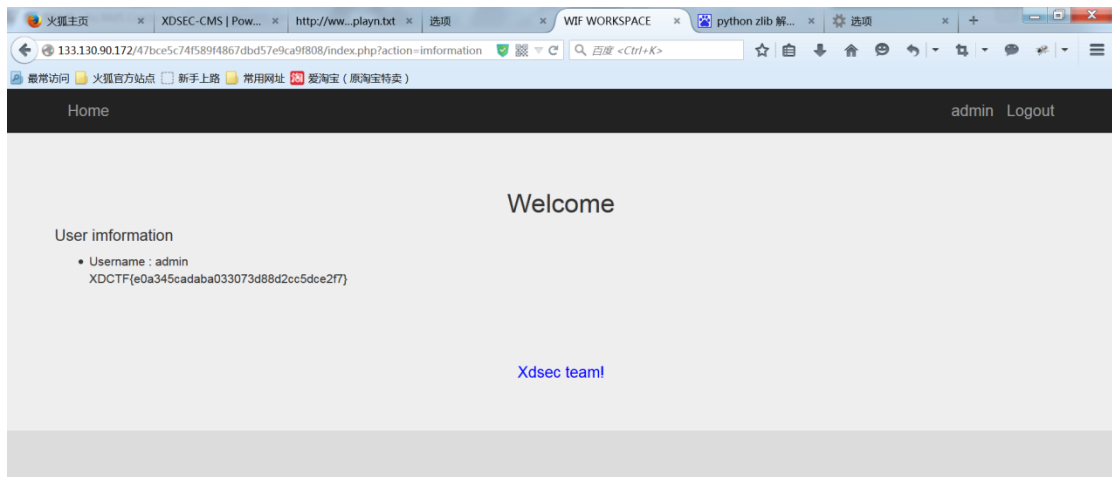 火狐主页
XDSEC-CMS | Pow...
http://ww...playn.txt
选项
WIF WORKSPACE
python zlib 解...
选项
133.130.90.172/47bce5c74f589f4867dbd57e9ca9f808/index.php?action=imformation
百度 <Ctrl+K>
最常访问 火狐官方站点 新手上路 常用网址 爱淘宝（原淘宝特卖）
Home admin Logout
Welcome
User imformation
Username : admin
XDCTF{e0a345cadaba033073d88d2cc5dce2f7}
Xdsec team!